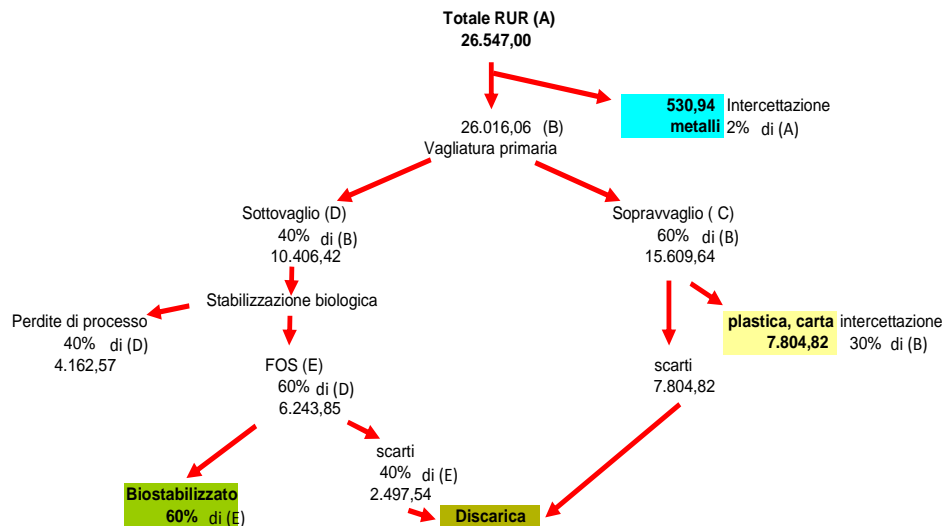 Totale RUR (A)
26.547,00
530,94 Intercettazione
metalli 2% di (A)
26.016,06 (B)
Vagliatura primaria
Sottovaglio (D)
40% di (B)
10.406,42
Sopravvaglio ( C)
60% di (B)
15.609,64
Stabilizzazione biologica
Perdite di processo
40% di (D)
4.162,57
plastica, carta intercettazione
7.804,82 30% di (B)
FOS (E)
60% di (D)
6.243,85
scarti
7.804,82
scarti
40% di (E)
2.497,54
Biostabilizzato
60% di (E)
Discarica